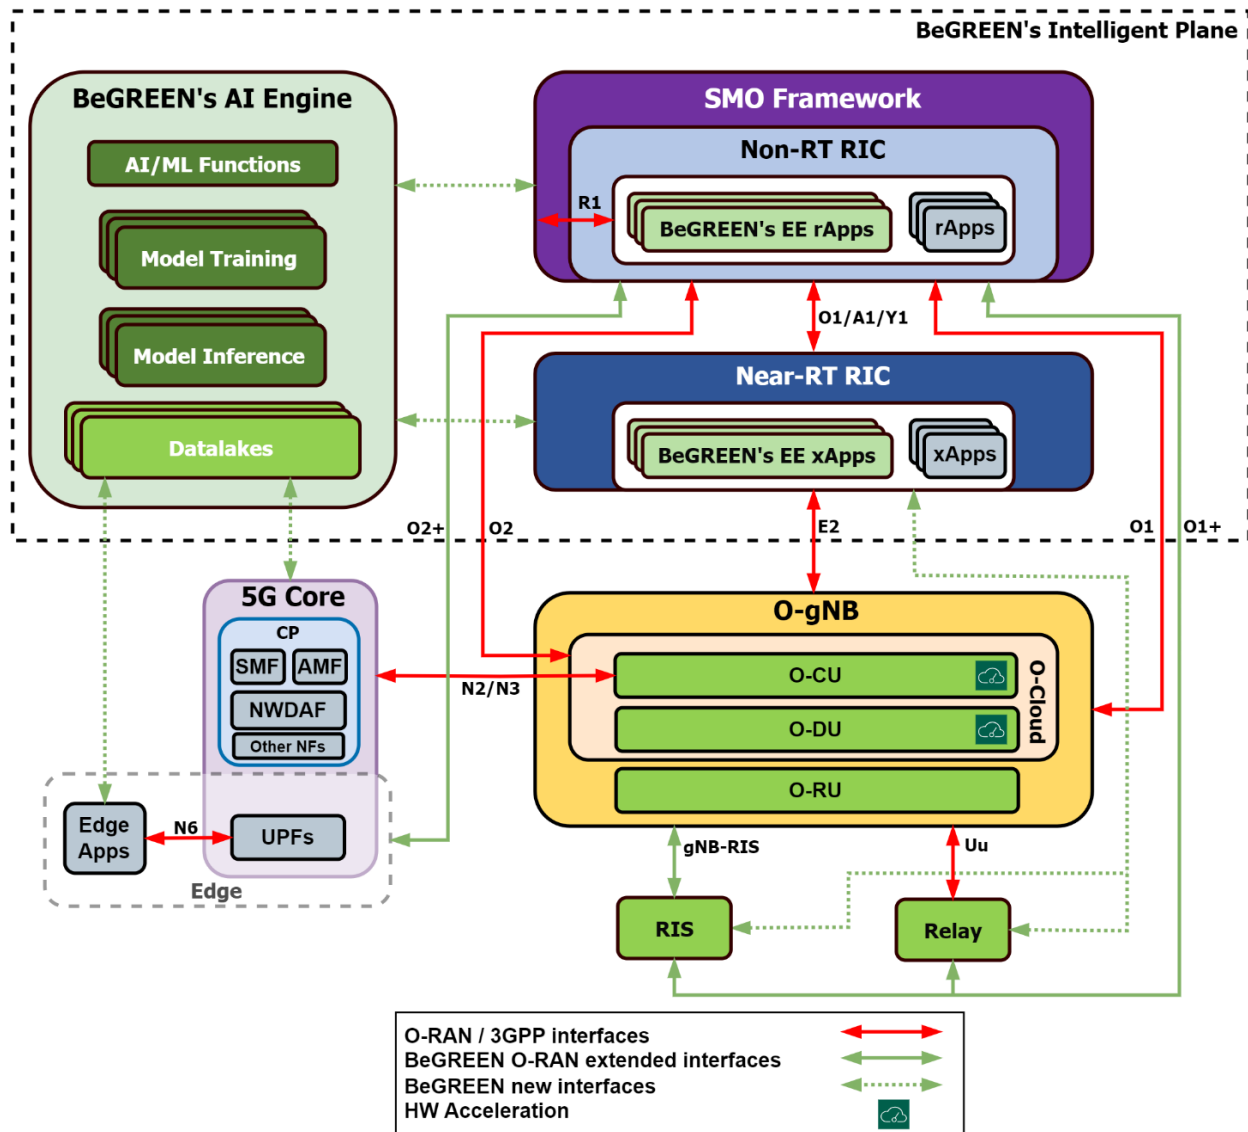 BeGREEN's Intelligent Plane
BeGREEN's AI Engine
AI/ML Functions
Model Training
Model Inference
Datalakes
SMO Framework
Non-RT RIC
R1
BeGREEN's EE rApps
rApps
O1/A1/Y1
Near-RT RIC
BeGREEN's EE xApps
xApps
O2+
O2
E2
O1
O1+
5G Core
CP
SMF
AMF
NWDAF
Other NFs
N2/N3
O-gNB
O-CU
O-DU
O-Cloud
O-RU
Edge
Apps
N6
UPFs
Edge
gNB-RIS
Uu
RIS
Relay
O-RAN / 3GPP interfaces
BeGREEN O-RAN extended interfaces
BeGREEN new interfaces
HW Acceleration